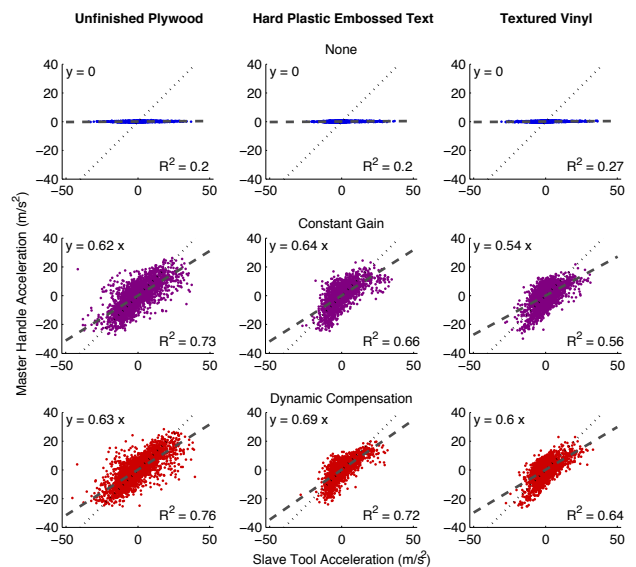 Unfinished Plywood Hard Plastic Embossed Text Textured Vinyl
None
40 y = 0 40 y = 0 40 y = 0
20 20 20
0 0 0
−20 −20 −20
−40 R² = 0.2 −40 R² = 0.2 −40 R² = 0.27
−50 0 50 −50 0 50 −50 0 50
Master Handle Acceleration (m/s²)
Constant Gain
40 y = 0.62 x 40 y = 0.64 x 40 y = 0.54 x
20 20 20
0 0 0
−20 −20 −20
−40 R² = 0.73 −40 R² = 0.66 −40 R² = 0.56
−50 0 50 −50 0 50 −50 0 50
Dynamic Compensation
40 y = 0.63 x 40 y = 0.69 x 40 y = 0.6 x
20 20 20
0 0 0
−20 −20 −20
−40 R² = 0.76 −40 R² = 0.72 −40 R² = 0.64
−50 0 50 −50 0 50 −50 0 50
Slave Tool Acceleration (m/s²)